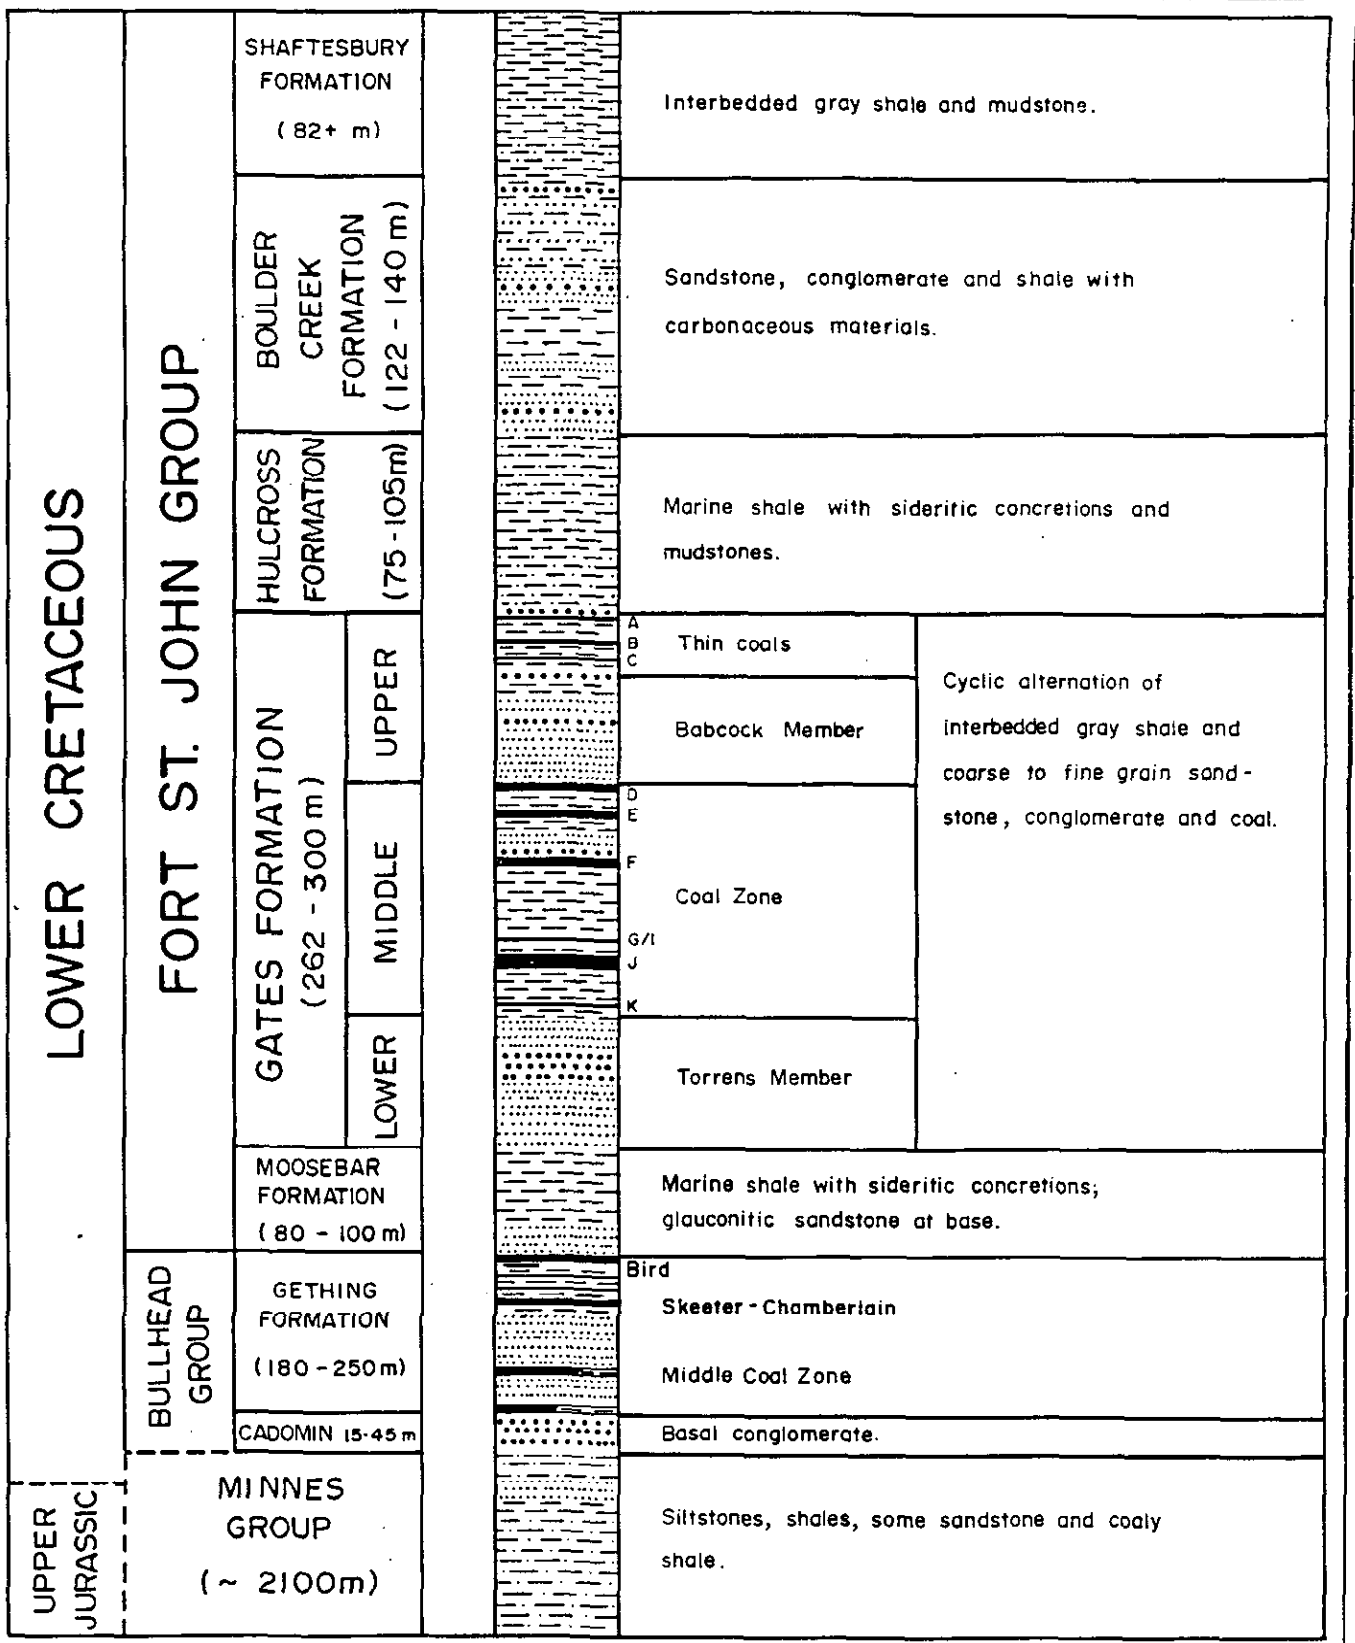 LOWER CRETACEOUS
UPPER
JURASSIC
FORT ST. JOHN GROUP
BULLHEAD
GROUP
SHAFTESBURY
FORMATION
(82+ m)
Interbedded gray shale and mudstone.
BOULDER
CREEK
FORMATION
(122 - 140 m)
Sandstone, conglomerate and shale with
carbonaceous materials.
HULCROSS
FORMATION
(75-105m)
Marine shale with sideritic concretions and
mudstones.
GATES FORMATION
(262 - 300 m)
UPPER
MIDDLE
LOWER
A
B
C
Thin coals
Babcock Member
D
E
F
Coal Zone
G/I
J
K
Torrens Member
Cyclic alternation of
interbedded gray shale and
coarse to fine grain sand-
stone, conglomerate and coal.
MOOSEBAR
FORMATION
(80 - 100 m)
Marine shale with sideritic concretions;
glauconitic sandstone at base.
GETHING
FORMATION
(180-250m)
Bird
Skeeter-Chamberlain
Middle Coal Zone
CADOMIN 15-45 m
Basal conglomerate.
MINNES
GROUP
(~ 2100m)
Siltstones, shales, some sandstone and coaly
shale.